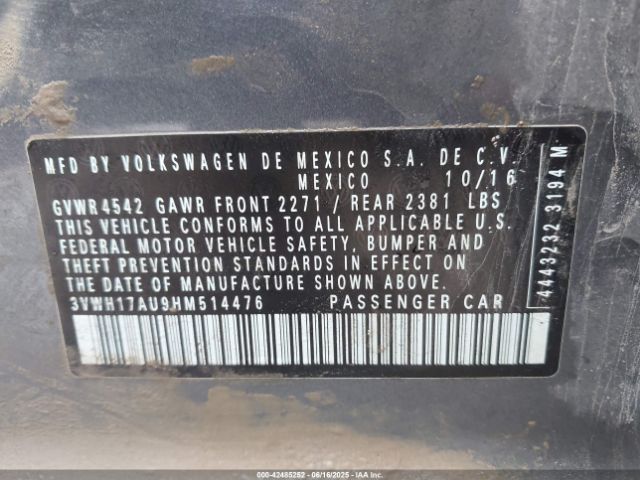 MFD BY VOLKSWAGEN DE MEXICO S.A. DE C.V.
MEXICO 10/16
GVWR4542 GAWR FRONT 2271 / REAR 2381 LBS
THIS VEHICLE CONFORMS TO ALL APPLICABLE U.S.
FEDERAL MOTOR VEHICLE SAFETY, BUMPER AND
THEFT PREVENTION STANDARDS IN EFFECT ON
THE DATE OF MANUFACTURE SHOWN ABOVE.
3VWH17AU9HM514476 PASSENGER CAR
4443232 3194 M
000-42485252 | 06/16/2025 | IAAI.com